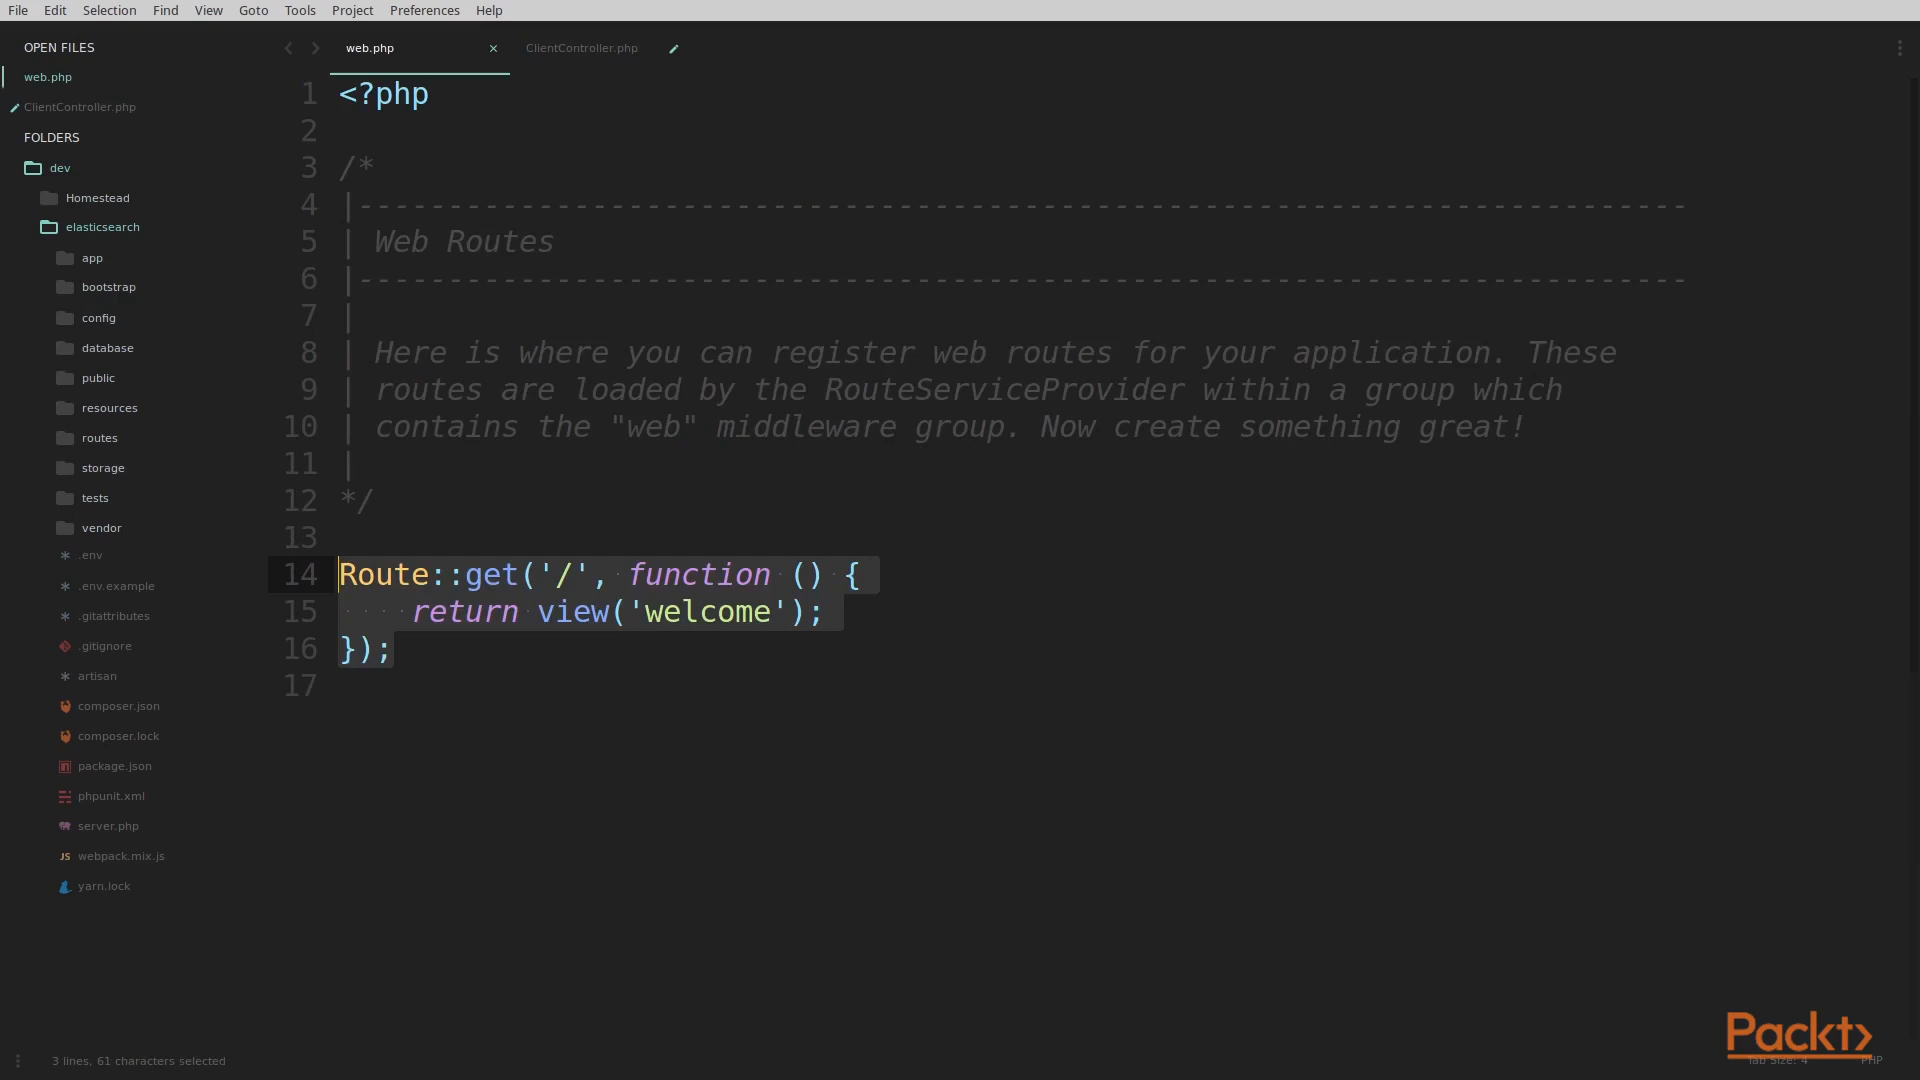 File Edit Selection Find View Goto Tools Project Preferences Help
OPEN FILES
web.php
ClientController.php
FOLDERS
dev
Homestead
elasticsearch
app
bootstrap
config
database
public
resources
routes
storage
tests
vendor
.env
.env.example
.gitattributes
.gitignore
artisan
composer.json
composer.lock
package.json
phpunit.xml
server.php
JS webpack.mix.js
yarn.lock
web.php × ClientController.php
1 <?php
2
3 /*
4 |--------------------------------------------------------------------------
5 | Web Routes
6 |--------------------------------------------------------------------------
7 |
8 | Here is where you can register web routes for your application. These
9 | routes are loaded by the RouteServiceProvider within a group which
10 | contains the "web" middleware group. Now create something great!
11 |
12 */
13
14 Route::get('/', function () {
15     return view('welcome');
16 });
17
Packt>
3 lines, 61 characters selected Tab Size: 4 PHP